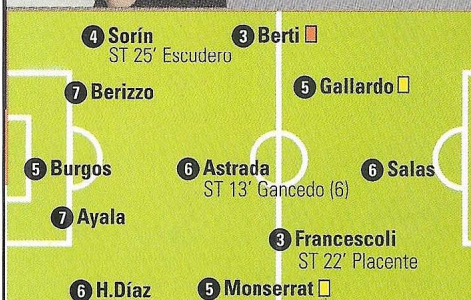 4 Sorín 3 Berti
ST 25' Escudero
5 Gallardo
7 Berizzo
5 Burgos 6 Astrada 6 Salas
ST 13' Gancedo (6)
7 Ayala
3 Francescoli
ST 22' Placente
6 H.Díaz 5 Monserrat